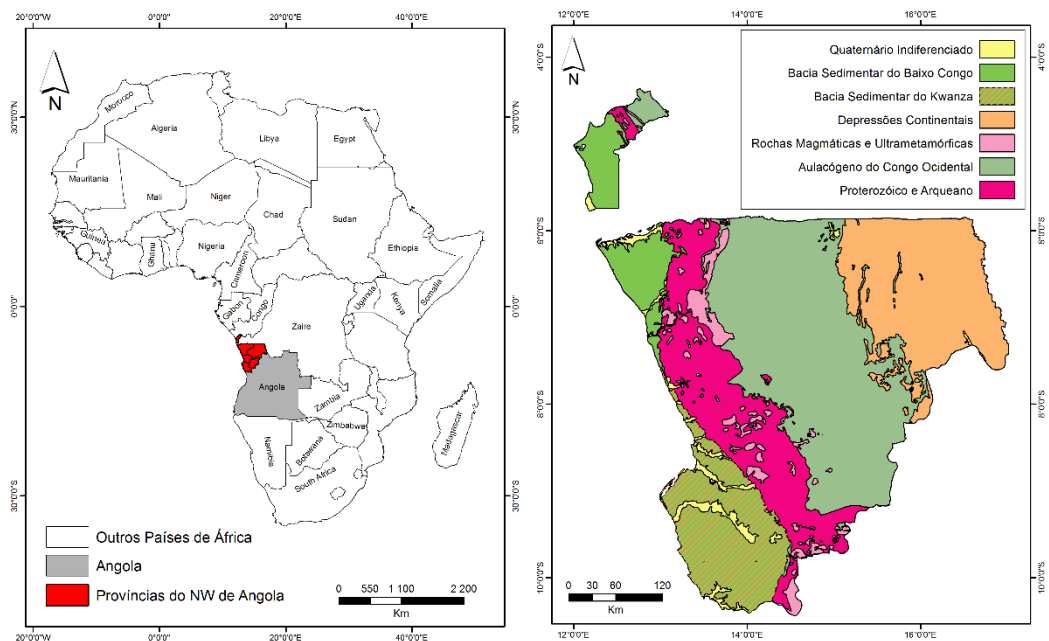 20°0'0"W 0°0'0" 20°0'0"E 40°0'0"E
30°0'0"N
0°0'0"
30°0'0"S
N
Morocco
Algeria
Libya
Egypt
Mauritania
Mali
Niger
Chad
Sudan
Guinea
Ghana
Nigeria
Cameroon
Ethiopia
Somalia
Uganda
Kenya
Gabon
Congo
Zaire
Angola
Zambia
Zimbabwe
Namibia
Botswana
South Africa
Madagascar
Outros Países de África
Angola
Províncias do NW de Angola
0 550 1 100 2 200
Km
20°0'0"W 0°0'0" 20°0'0"E 40°0'0"E
30°0'0"N
0°0'0"
30°0'0"S
12°0'0"E 14°0'0"E 16°0'0"E
4°0'0"S
6°0'0"S
8°0'0"S
10°0'0"S
N
Quaternário Indiferenciado
Bacia Sedimentar do Baixo Congo
Bacia Sedimentar do Kwanza
Depressões Continentais
Rochas Magmáticas e Ultrametamórficas
Aulacógeno do Congo Ocidental
Proterozóico e Arqueano
0 30 60 120
Km
12°0'0"E 14°0'0"E 16°0'0"E
4°0'0"S
6°0'0"S
8°0'0"S
10°0'0"S